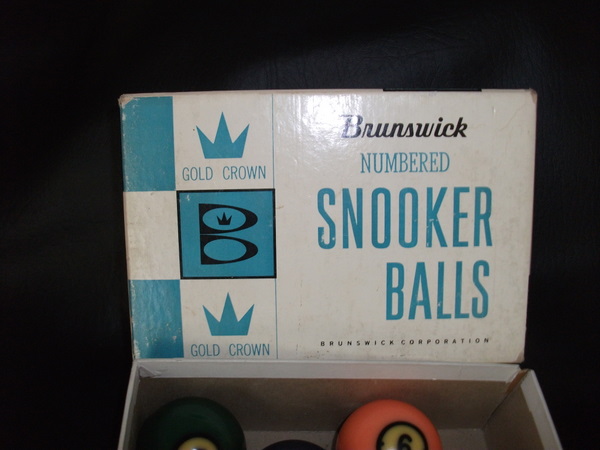 GOLD CROWN
B
GOLD CROWN
Brunswick
NUMBERED
SNOOKER
BALLS
BRUNSWICK CORPORATION
6